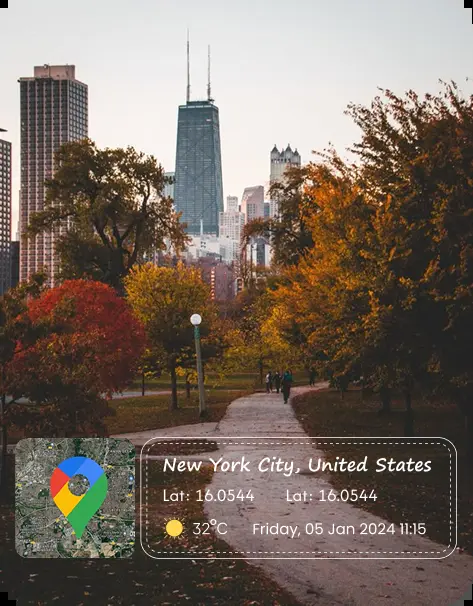 New York City, United States
Lat: 16.0544 Lat: 16.0544
32°C Friday, 05 Jan 2024 11:15